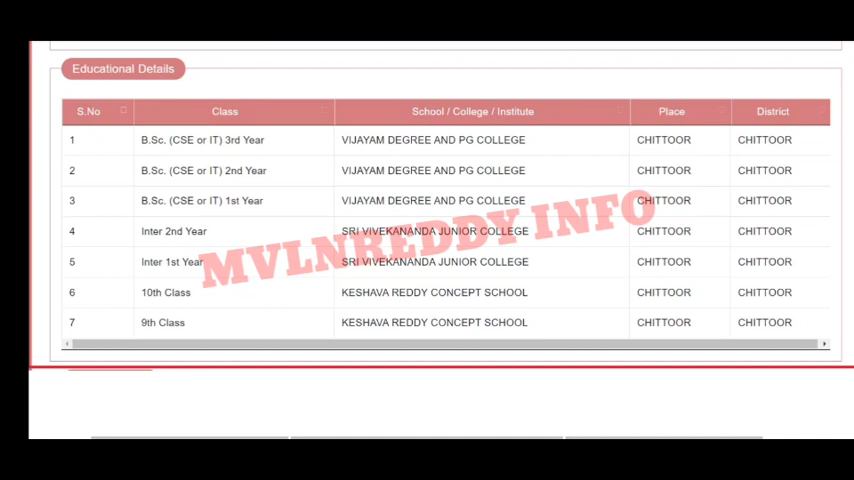 Educational Details
S.No Class School / College / Institute Place District
1 B.Sc. (CSE or IT) 3rd Year VIJAYAM DEGREE AND PG COLLEGE CHITTOOR CHITTOOR
2 B.Sc. (CSE or IT) 2nd Year VIJAYAM DEGREE AND PG COLLEGE CHITTOOR CHITTOOR
3 B.Sc. (CSE or IT) 1st Year VIJAYAM DEGREE AND PG COLLEGE CHITTOOR CHITTOOR
4 Inter 2nd Year SRI VIVEKANANDA JUNIOR COLLEGE CHITTOOR CHITTOOR
5 Inter 1st Year SRI VIVEKANANDA JUNIOR COLLEGE CHITTOOR CHITTOOR
6 10th Class KESHAVA REDDY CONCEPT SCHOOL CHITTOOR CHITTOOR
7 9th Class KESHAVA REDDY CONCEPT SCHOOL CHITTOOR CHITTOOR
MVLNREDDY INFO